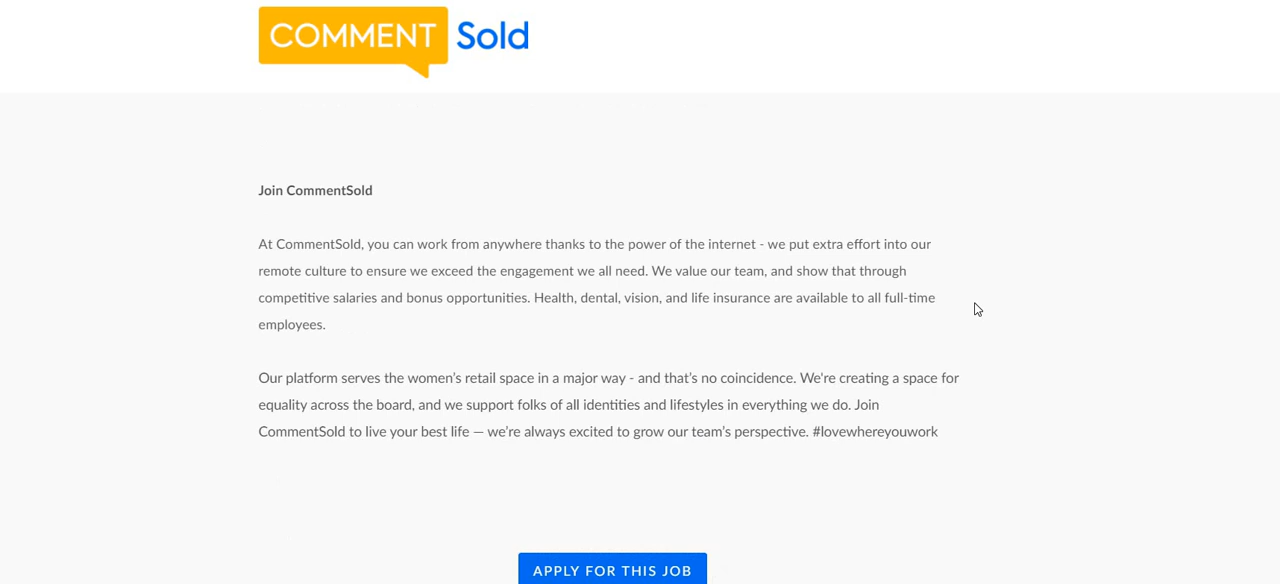 COMMENT Sold
Join CommentSold
At CommentSold, you can work from anywhere thanks to the power of the internet - we put extra effort into our
remote culture to ensure we exceed the engagement we all need. We value our team, and show that through
competitive salaries and bonus opportunities. Health, dental, vision, and life insurance are available to all full-time
employees.
Our platform serves the women’s retail space in a major way - and that’s no coincidence. We're creating a space for
equality across the board, and we support folks of all identities and lifestyles in everything we do. Join
CommentSold to live your best life — we’re always excited to grow our team’s perspective. #lovewhereyouwork
APPLY FOR THIS JOB